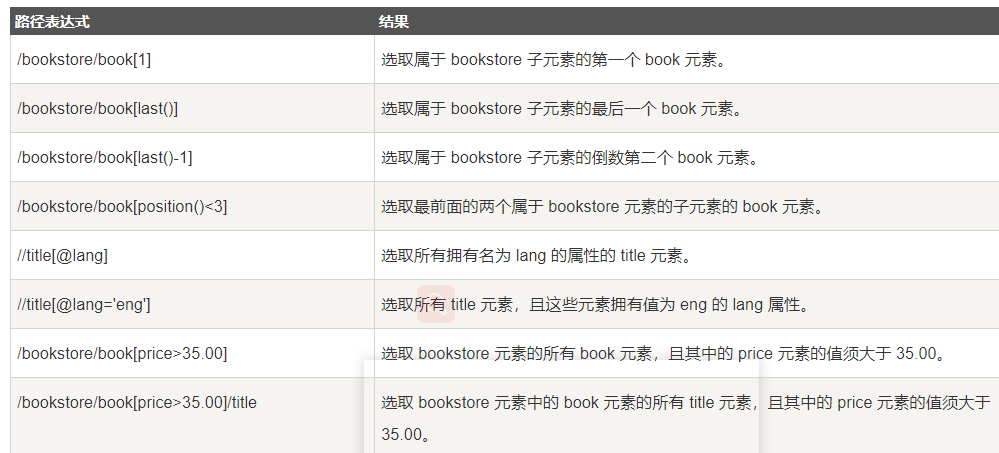 路径表达式 结果
/bookstore/book[1] 选取属于 bookstore 子元素的第一个 book 元素。
/bookstore/book[last()] 选取属于 bookstore 子元素的最后一个 book 元素。
/bookstore/book[last()-1] 选取属于 bookstore 子元素的倒数第二个 book 元素。
/bookstore/book[position()<3] 选取最前面的两个属于 bookstore 元素的子元素的 book 元素。
//title[@lang] 选取所有拥有名为 lang 的属性的 title 元素。
//title[@lang='eng'] 选取所有 title 元素，且这些元素拥有值为 eng 的 lang 属性。
/bookstore/book[price>35.00] 选取 bookstore 元素的所有 book 元素，且其中的 price 元素的值须大于 35.00。
/bookstore/book[price>35.00]/title 选取 bookstore 元素中的 book 元素的所有 title 元素，且其中的 price 元素的值须大于
35.00。